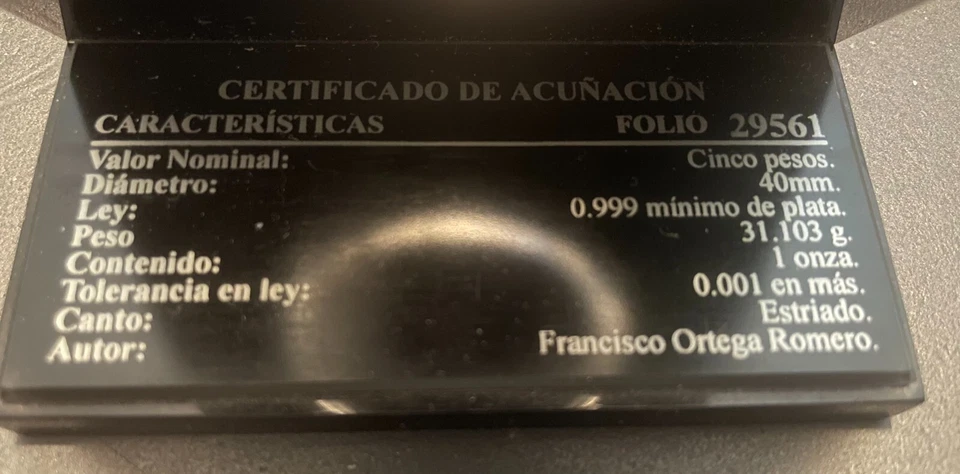 CERTIFICADO DE ACUÑACIÓN
CARACTERÍSTICAS FOLIO 29561
Valor Nominal: Cinco pesos.
Diámetro: 40mm.
Ley: 0.999 mínimo de plata.
Peso 31.103 g.
Contenido: 1 onza.
Tolerancia en ley: 0.001 en más.
Canto: Estriado.
Autor: Francisco Ortega Romero.